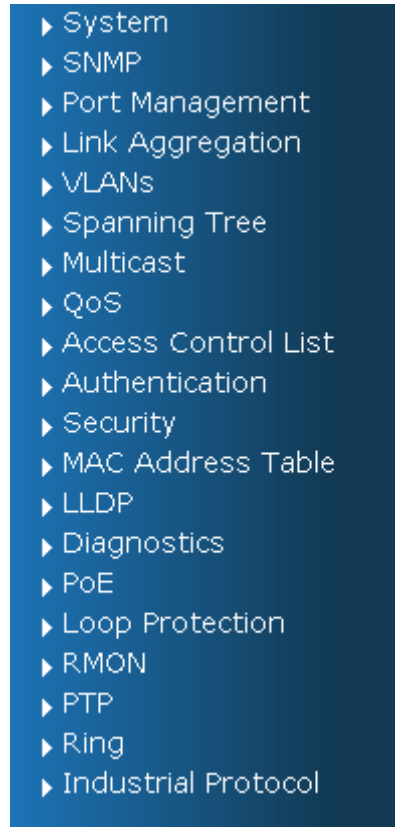 System
SNMP
Port Management
Link Aggregation
VLANs
Spanning Tree
Multicast
QoS
Access Control List
Authentication
Security
MAC Address Table
LLDP
Diagnostics
PoE
Loop Protection
RMON
PTP
Ring
Industrial Protocol